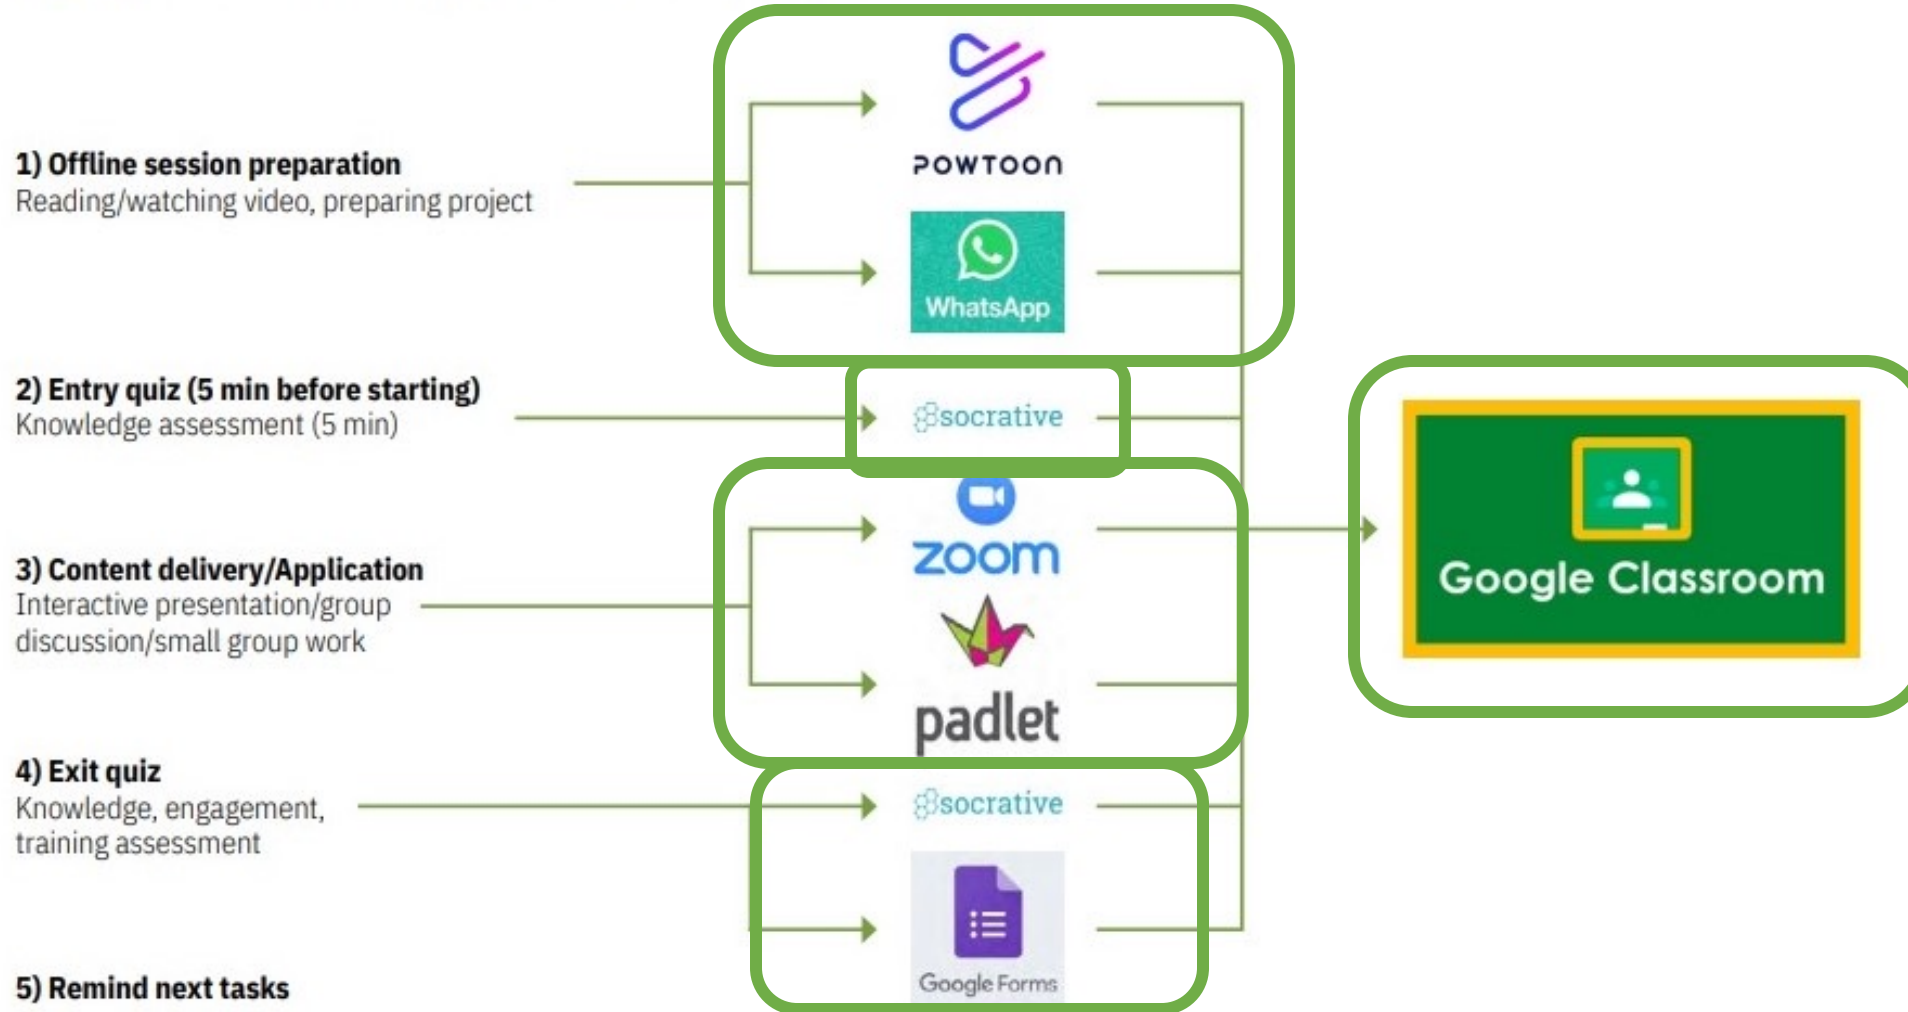 1) Offline session preparation
Reading/watching video, preparing project
POWTOON
WhatsApp
2) Entry quiz (5 min before starting)
Knowledge assessment (5 min)
socrative
3) Content delivery/Application
Interactive presentation/group
discussion/small group work
zoom
padlet
4) Exit quiz
Knowledge, engagement,
training assessment
socrative
Google Forms
5) Remind next tasks
Google Classroom